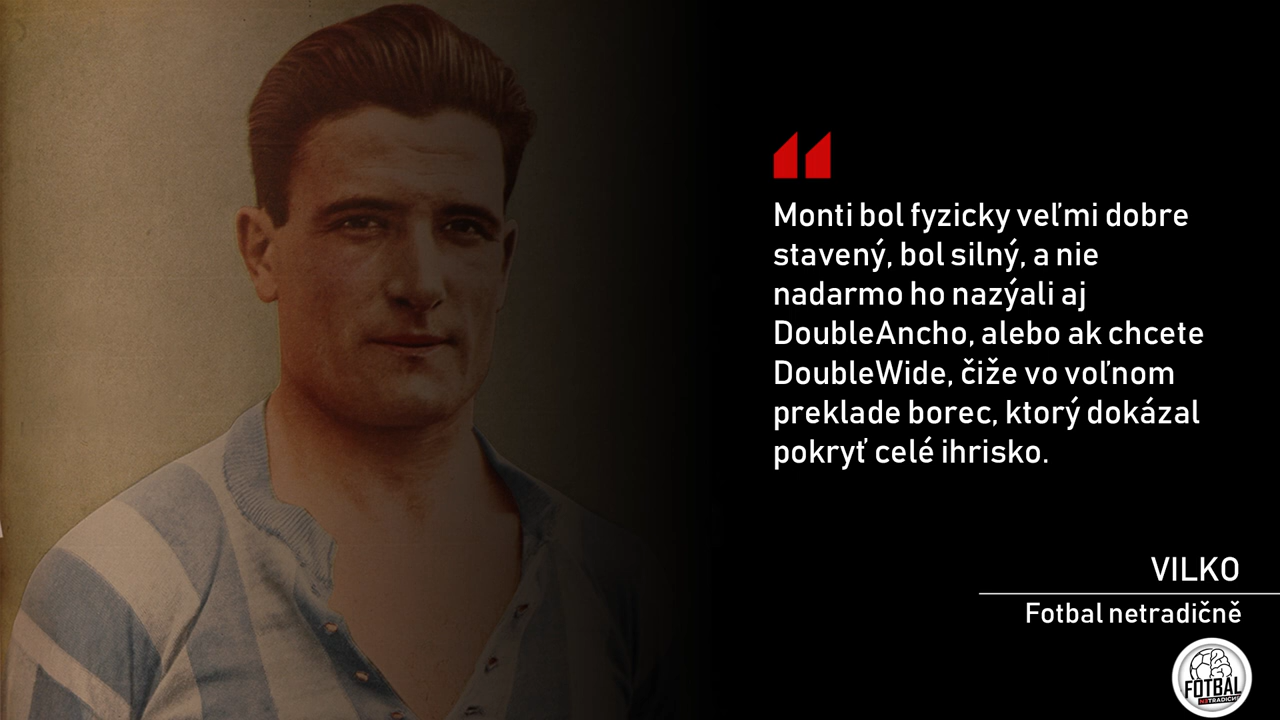 Monti bol fyzicky veľmi dobre
stavený, bol silný, a nie
nadarmo ho nazýali aj
DoubleAncho, alebo ak chcete
DoubleWide, čiže vo voľnom
preklade borec, ktorý dokázal
pokryť celé ihrisko.
VILKO
Fotbal netradičně
FOTBAL
NETRADIČNĚ